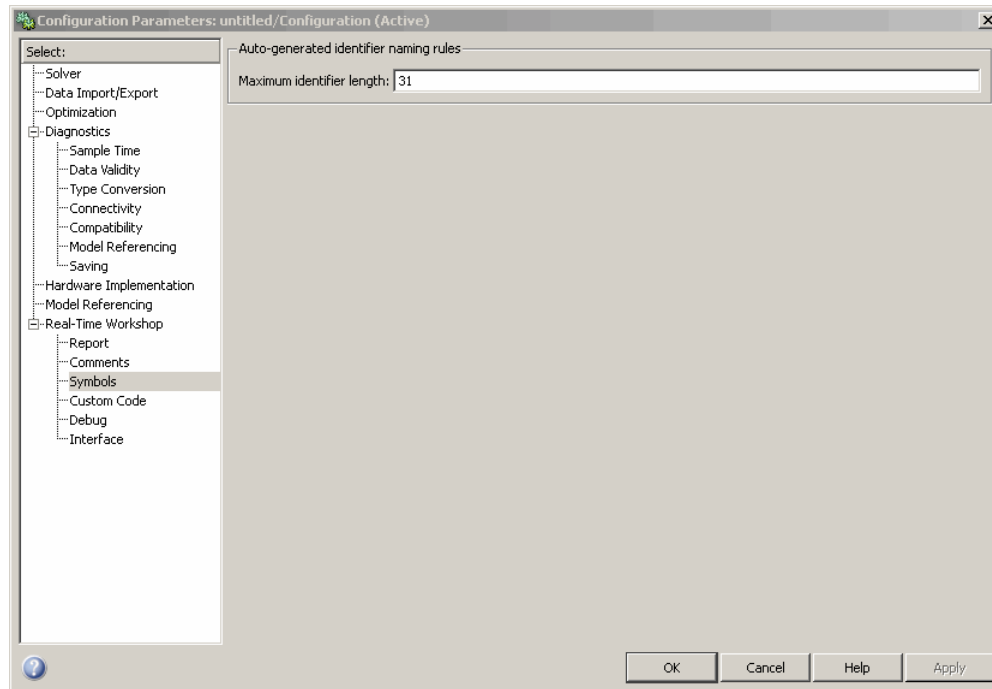 Configuration Parameters: untitled/Configuration (Active)
Select:
Solver
Data Import/Export
Optimization
Diagnostics
Sample Time
Data Validity
Type Conversion
Connectivity
Compatibility
Model Referencing
Saving
Hardware Implementation
Model Referencing
Real-Time Workshop
Report
Comments
Symbols
Custom Code
Debug
Interface
Auto-generated identifier naming rules
Maximum identifier length: 31
OK Cancel Help Apply